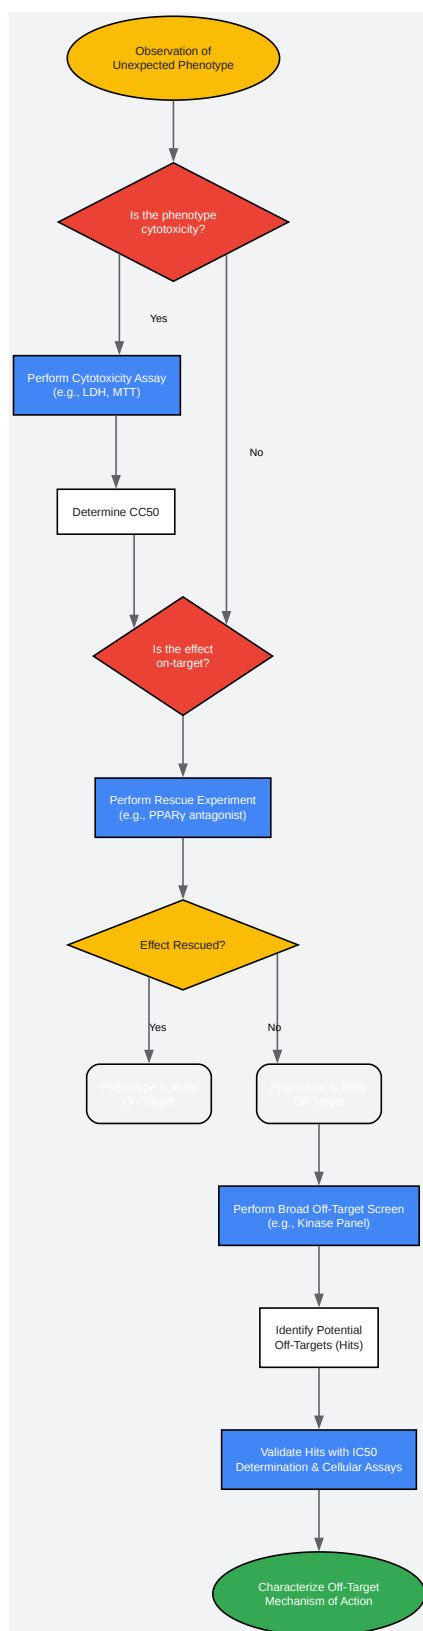 Observation of
Unexpected Phenotype
Is the phenotype
cytotoxicity?
Yes
Perform Cytotoxicity Assay
(e.g., LDH, MTT)
No
Determine CC50
Is the effect
on-target?
Perform Rescue Experiment
(e.g., PPARγ antagonist)
Effect Rescued?
Yes
No
Phenotype is likely
On-Target
Phenotype is likely
Off-Target
Perform Broad Off-Target Screen
(e.g., Kinase Panel)
Identify Potential
Off-Targets (Hits)
Validate Hits with IC50
Determination & Cellular Assays
Characterize Off-Target
Mechanism of Action